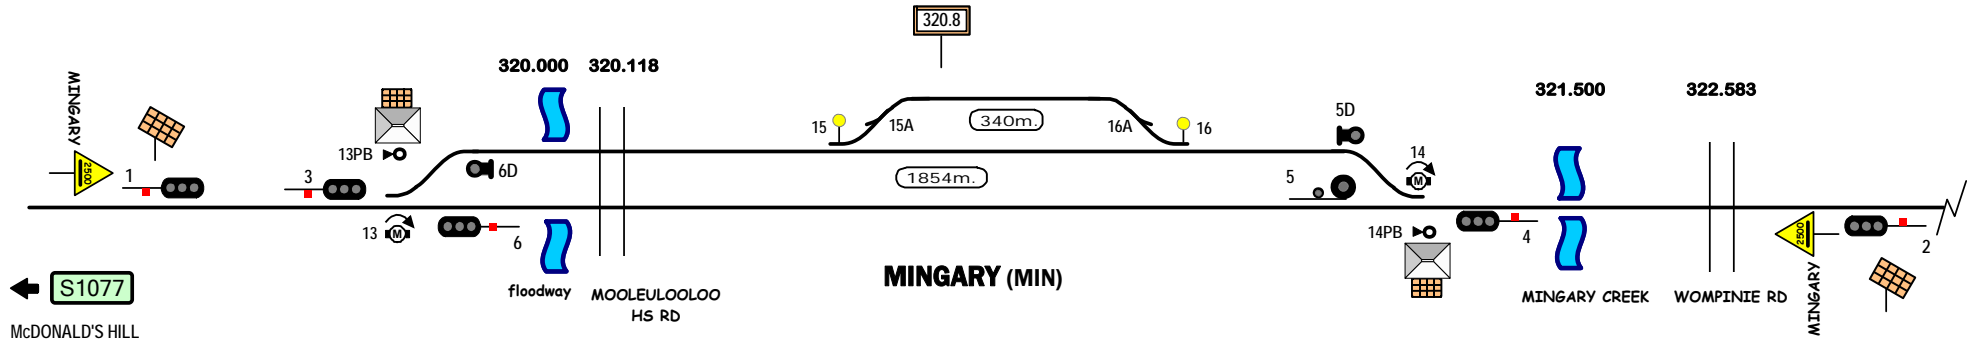 320.8
320.000
320.118
321.500
322.583
MINGARY
2500
1
3
13PB
6D
15
15A
340m.
16A
16
5D
14
1854m.
5
13
M
M
6
14PB
4
2500
2
MINGARY
S1077
McDONALD'S HILL
floodway
MOOLEULOOLOO
HS RD
MINGARY (MIN)
MINGARY CREEK
WOMPINIE RD